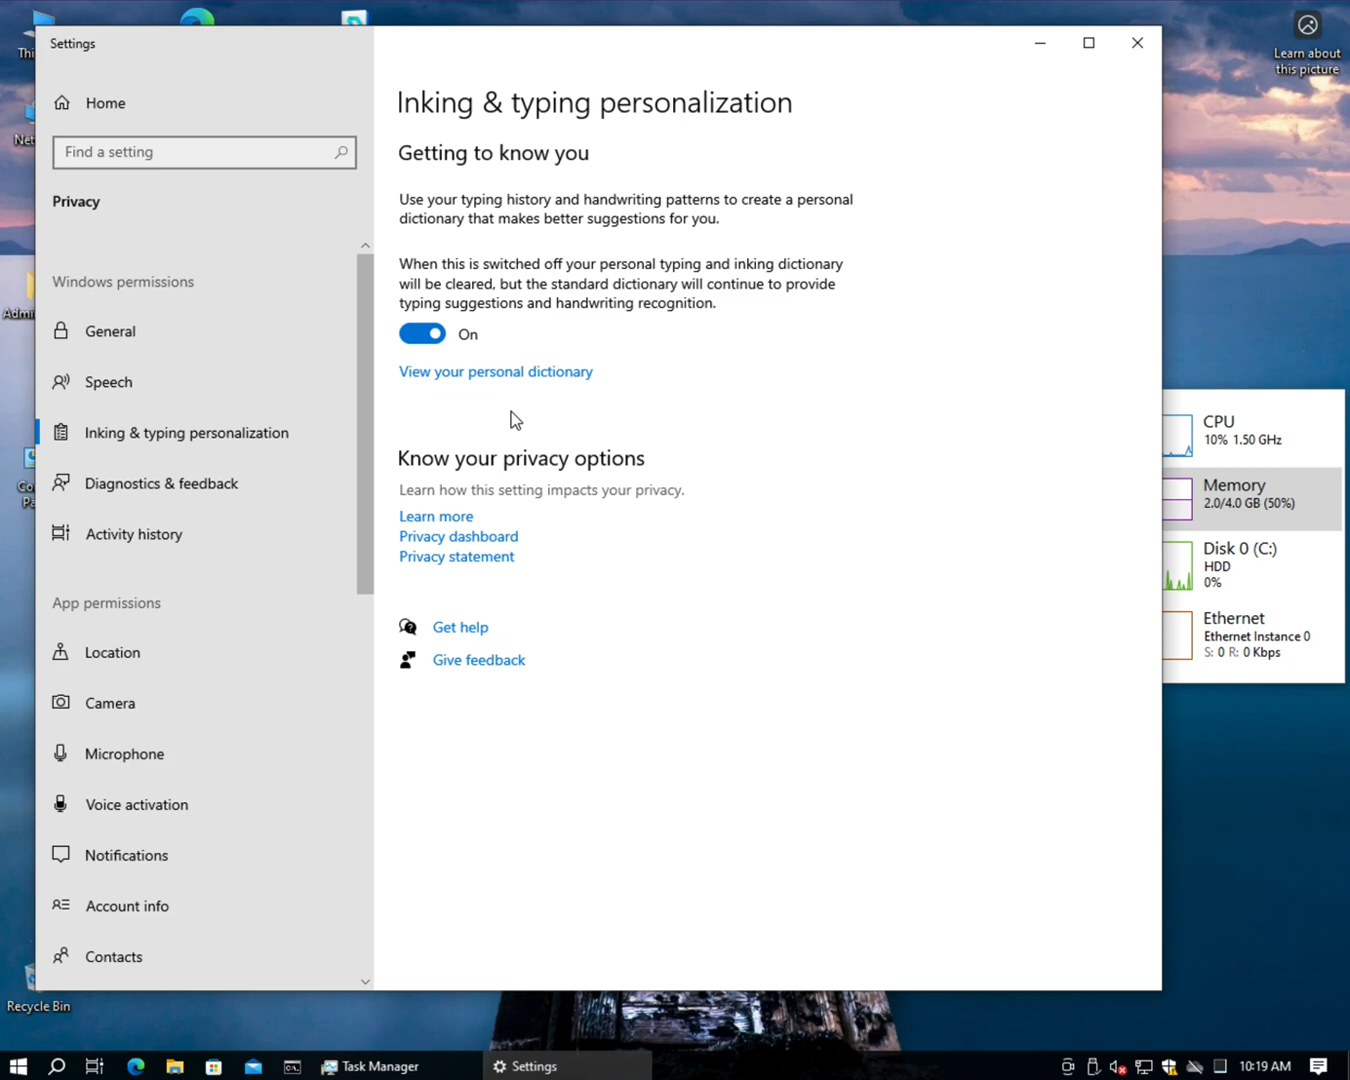 Settings
Home
Find a setting
Privacy
Windows permissions
General
Speech
Inking & typing personalization
Diagnostics & feedback
Activity history
App permissions
Location
Camera
Microphone
Voice activation
Notifications
Account info
Contacts
Inking & typing personalization
Getting to know you
Use your typing history and handwriting patterns to create a personal
dictionary that makes better suggestions for you.
When this is switched off your personal typing and inking dictionary
will be cleared, but the standard dictionary will continue to provide
typing suggestions and handwriting recognition.
On
View your personal dictionary
Know your privacy options
Learn how this setting impacts your privacy.
Learn more
Privacy dashboard
Privacy statement
Get help
Give feedback
Learn about
this picture
CPU
10% 1.50 GHz
Memory
2.0/4.0 GB (50%)
Disk 0 (C:)
HDD
0%
Ethernet
Ethernet Instance 0
S: 0 R: 0 Kbps
Recycle Bin
Task Manager
Settings
10:19 AM